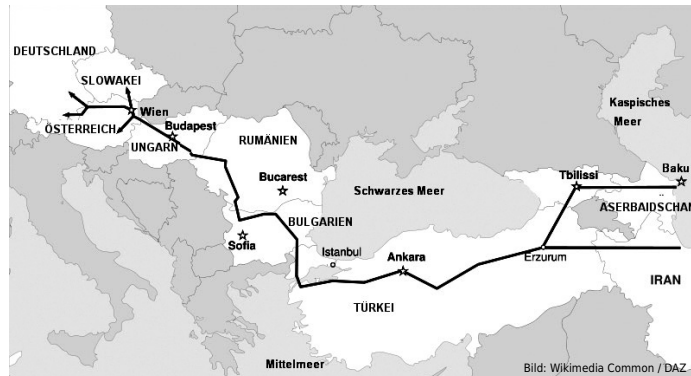 DEUTSCHLAND
SLOWAKEI
Wien
ÖSTERREICH
Budapest
UNGARN
RUMÄNIEN
Bucarest
Kaspisches
Meer
Schwarzes Meer
Tbilissi
Baku
ASERBAIDSCHAN
BULGARIEN
Sofia
Istanbul
Ankara
Erzurum
IRAN
TÜRKEI
Mittelmeer
Bild: Wikimedia Common / DAZ